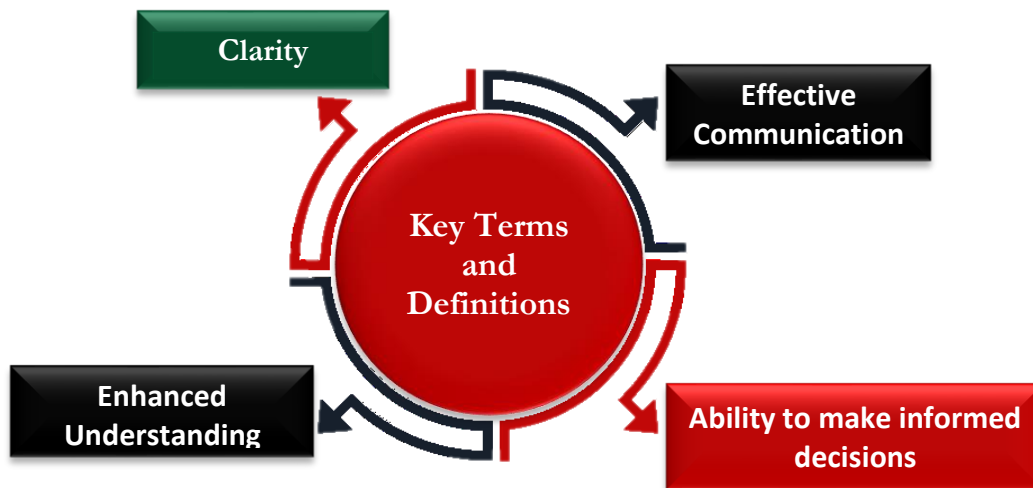 Clarity
Effective
Communication
Key Terms
and
Definitions
Enhanced
Understanding
Ability to make informed
decisions